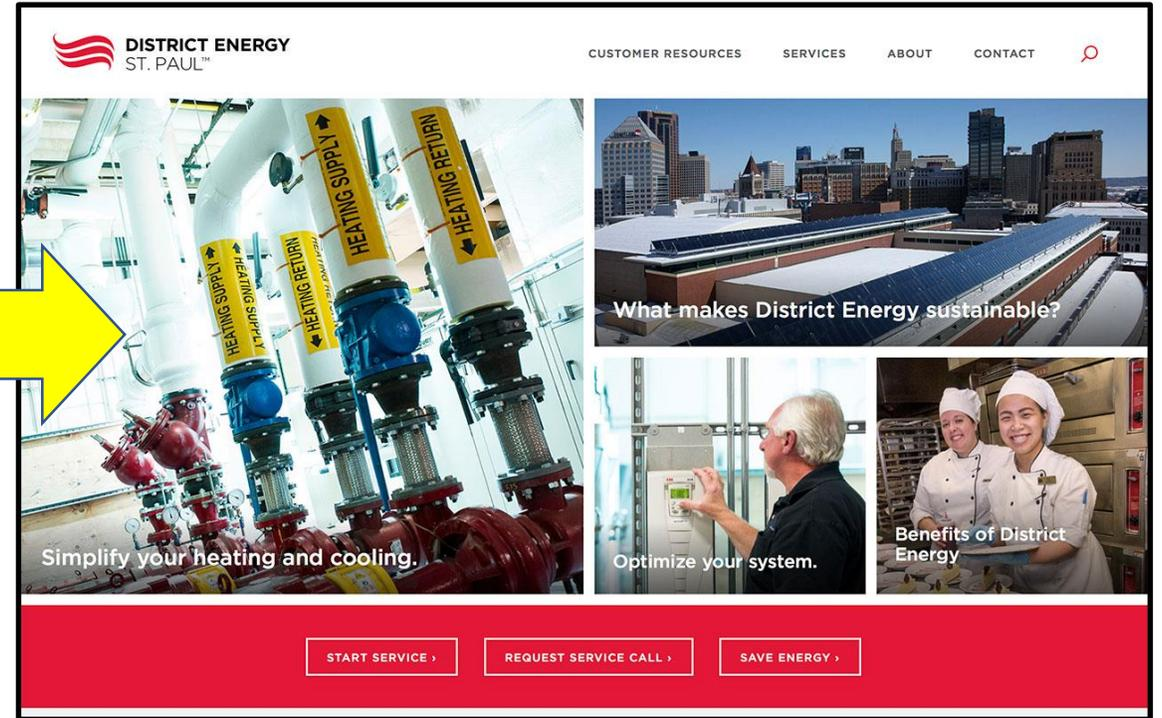 DISTRICT ENERGY
ST. PAUL™
CUSTOMER RESOURCES
SERVICES
ABOUT
CONTACT
HEATING SUPPLY
HEATING SUPPLY
HEATING RETURN
HEATING SUPPLY
HEATING RETURN
Simplify your heating and cooling.
What makes District Energy sustainable?
Optimize your system.
Benefits of District
Energy
START SERVICE ›
REQUEST SERVICE CALL ›
SAVE ENERGY ›